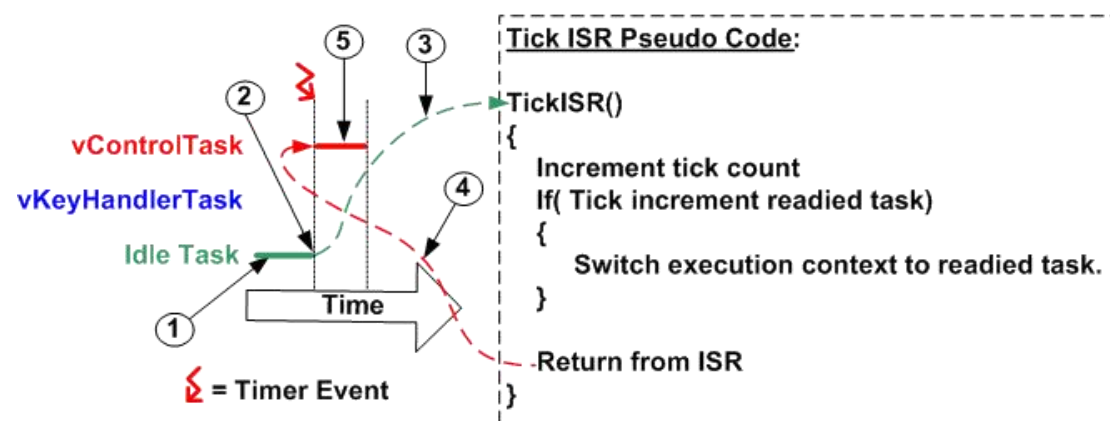 5
3
2
vControlTask
vKeyHandlerTask
4
Idle Task
Time
1
= Timer Event
Tick ISR Pseudo Code:
TickISR()
{
Increment tick count
If( Tick increment readied task)
{
Switch execution context to readied task.
}
Return from ISR
}